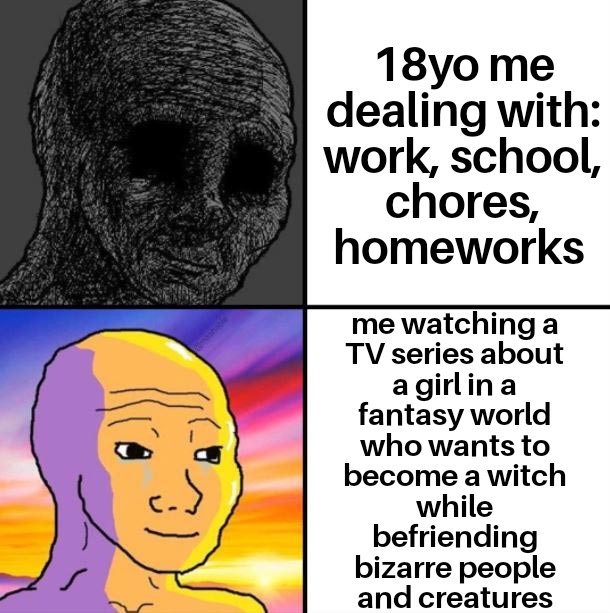 18yo me
dealing with:
work, school,
chores,
homeworks
me watching a
TV series about
a girl in a
fantasy world
who wants to
become a witch
while
befriending
bizarre people
and creatures